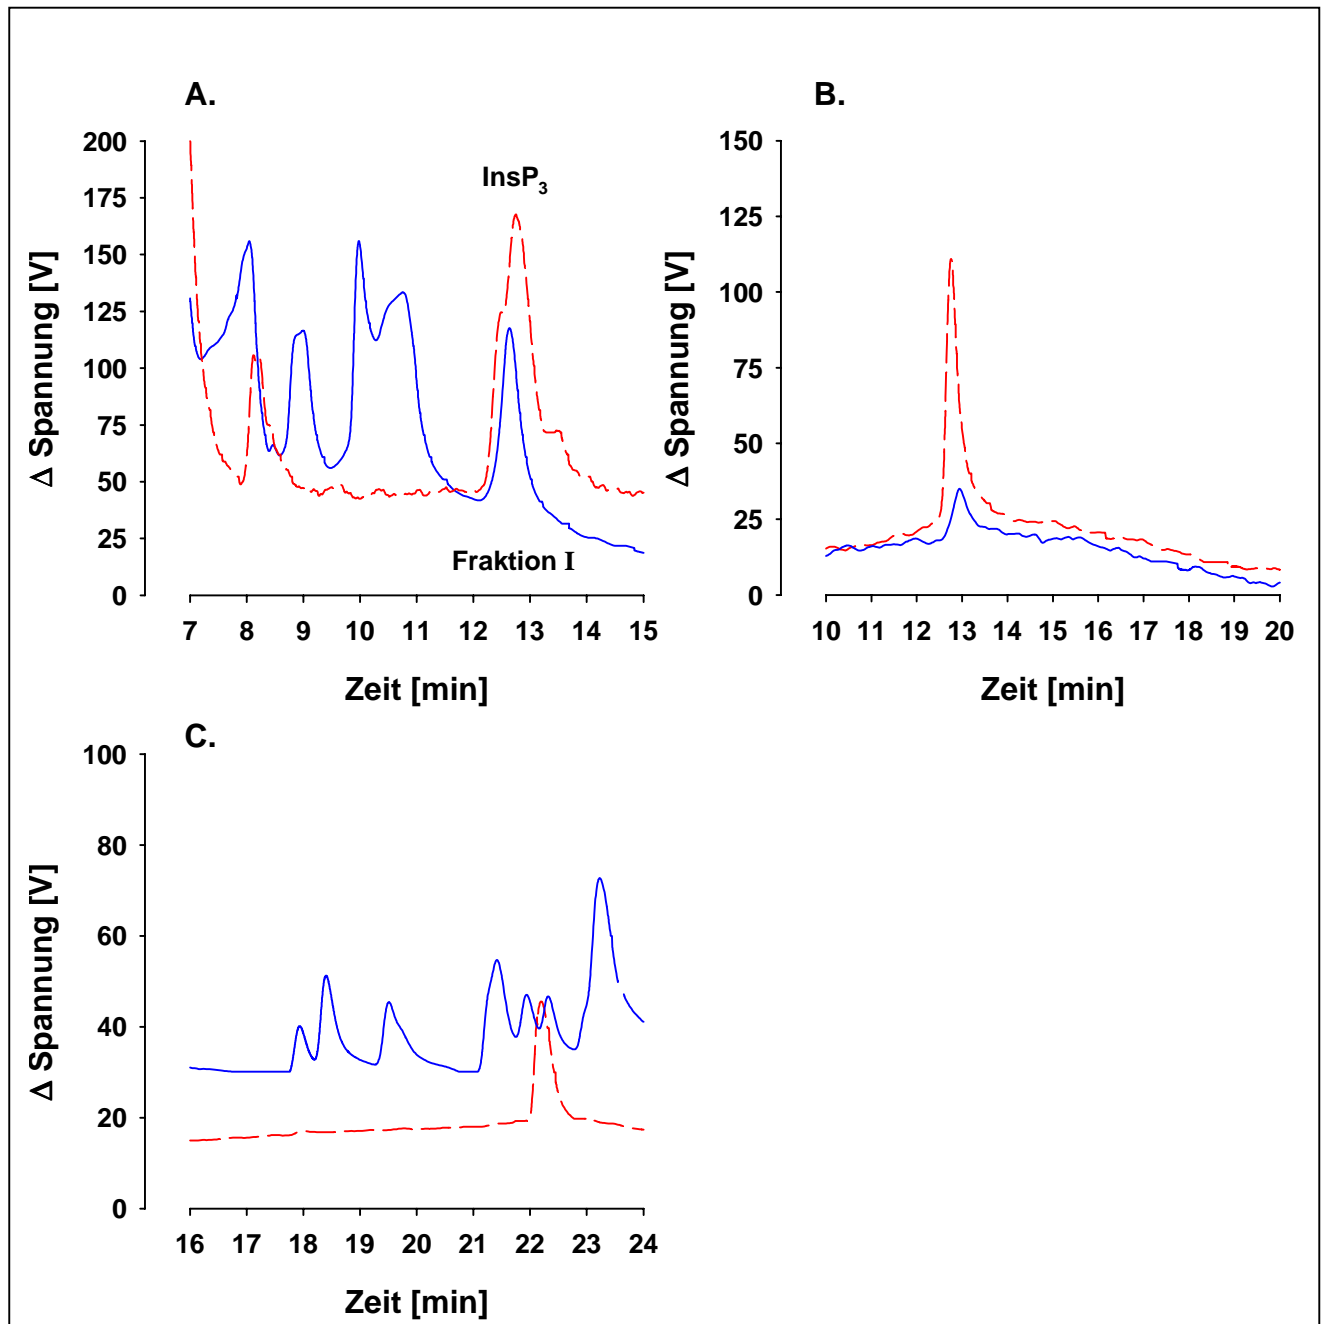 A.
200
175
150
125
100
75
50
25
0
Δ Spannung [V]
InsP3
Fraktion I
7 8 9 10 11 12 13 14 15
Zeit [min]
B.
150
125
100
75
50
25
0
Δ Spannung [V]
10 11 12 13 14 15 16 17 18 19 20
Zeit [min]
C.
100
80
60
40
20
0
Δ Spannung [V]
16 17 18 19 20 21 22 23 24
Zeit [min]